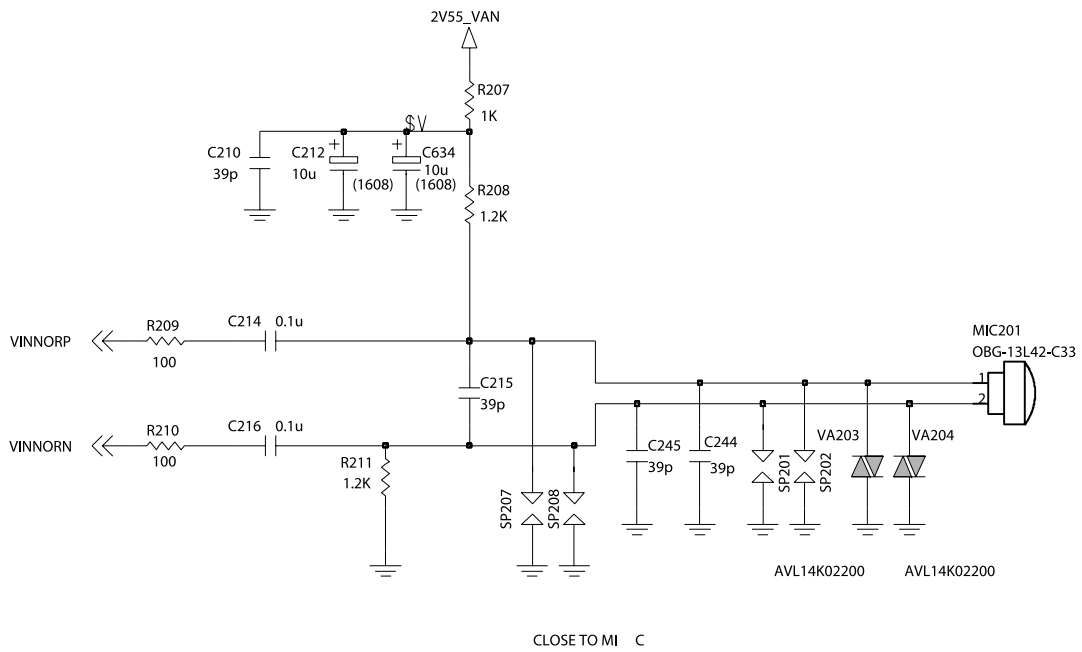 2V55_VAN
R207
1K
$V
C210
39p
C212
10u
(1608)
C634
10u
(1608)
R208
1.2K
VINNORP
R209
100
C214 0.1u
MIC201
OBG-13L42-C33
1
2
C215
39p
VINNORN
R210
100
C216 0.1u
R211
1.2K
SP207
SP208
C245
39p
C244
39p
SP201
SP202
VA203
VA204
AVL14K02200
AVL14K02200
CLOSE TO MI C